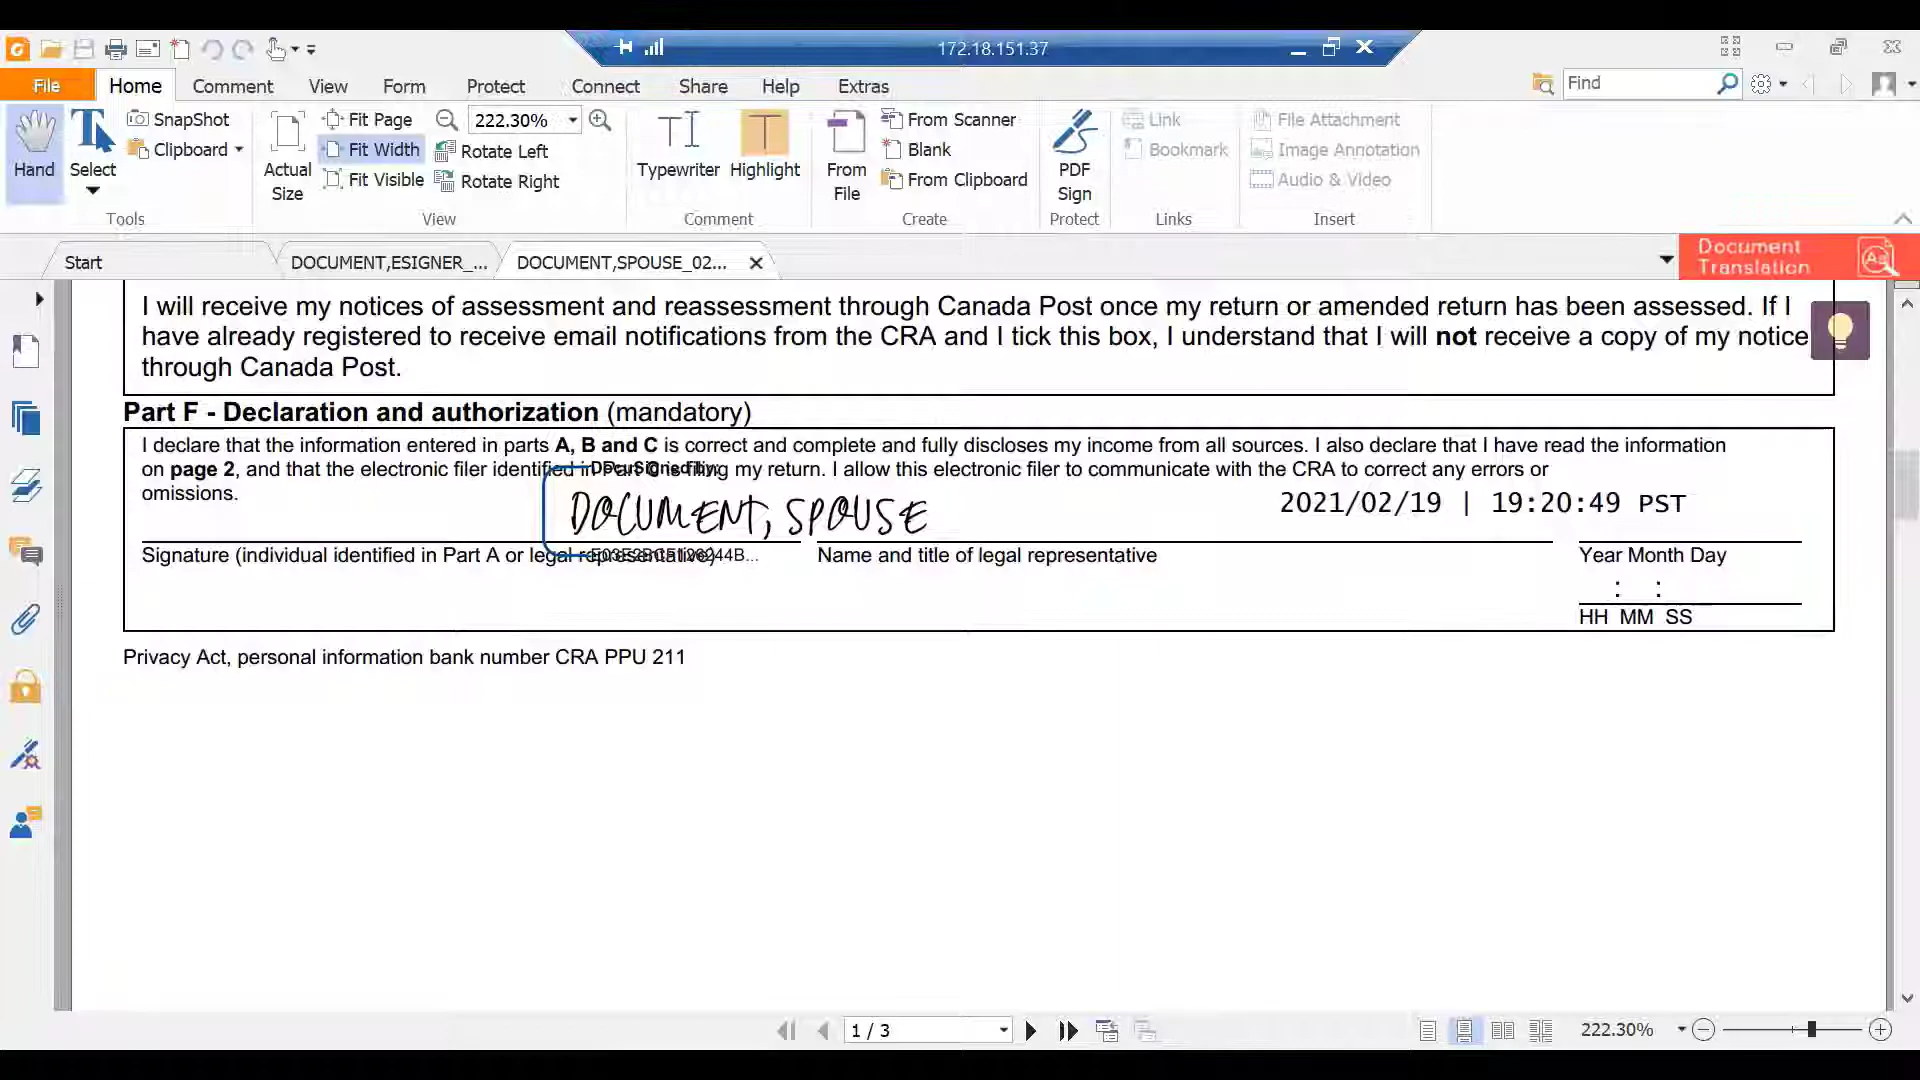 172.18.151.37
File Home Comment View Form Protect Connect Share Help Extras Find
SnapShot Fit Page 222.30% From Scanner Link File Attachment
Clipboard Fit Width Rotate Left Blank Bookmark Image Annotation
Hand Select Actual Size Fit Visible Rotate Right Typewriter Highlight From File From Clipboard PDF Sign Audio & Video
Tools View Comment Create Protect Links Insert
Start DOCUMENT,ESIGNER_... DOCUMENT,SPOUSE_02...
Document
Translation
I will receive my notices of assessment and reassessment through Canada Post once my return or amended return has been assessed. If I
have already registered to receive email notifications from the CRA and I tick this box, I understand that I will not receive a copy of my notice
through Canada Post.
Part F - Declaration and authorization (mandatory)
I declare that the information entered in parts A, B and C is correct and complete and fully discloses my income from all sources. I also declare that I have read the information
on page 2, and that the electronic filer identified in Part C is filing my return. I allow this electronic filer to communicate with the CRA to correct any errors or
omissions.
DocuSigned by:
DOCUMENT, SPOUSE
2021/02/19 | 19:20:49 PST
Signature (individual identified in Part A or legal representative) Name and title of legal representative Year Month Day
: :
HH MM SS
Privacy Act, personal information bank number CRA PPU 211
1 / 3 222.30%